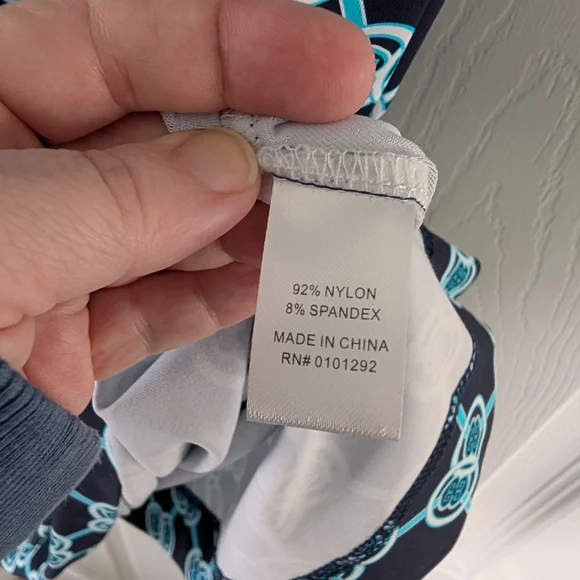 92% NYLON
8% SPANDEX
MADE IN CHINA
RN# 0101292